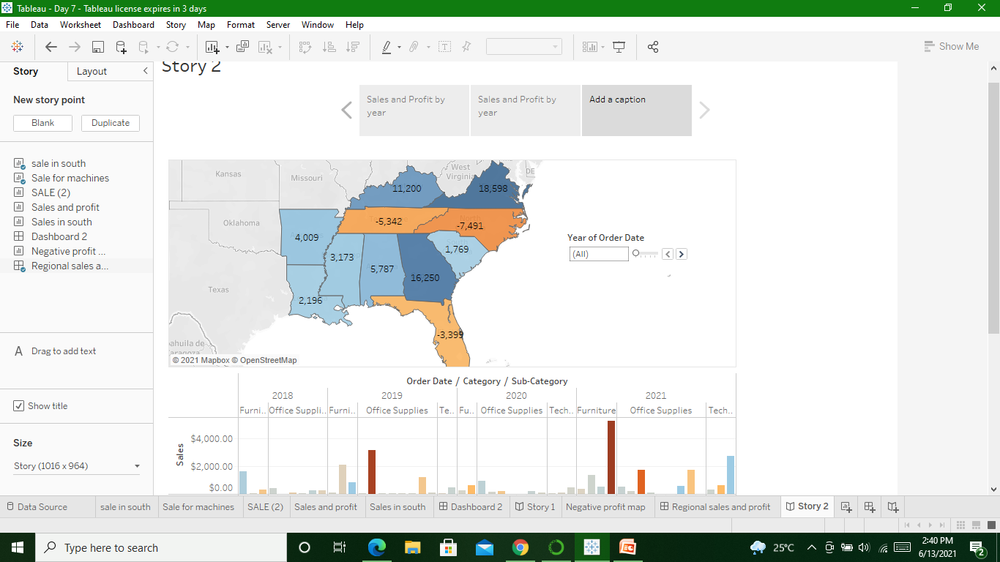 Tableau - Day 7 - Tableau license expires in 3 days
File Data Worksheet Dashboard Story Map Format Server Window Help
Show Me
Story Layout
Story 2
New story point
Blank Duplicate
Sales and Profit by year
Sales and Profit by year
Add a caption
sale in south
Sale for machines
SALE (2)
Sales and profit
Sales in south
Dashboard 2
Negative profit ...
Regional sales a...
A Drag to add text
Show title
Size
Story (1016 x 964)
Kansas
Missouri
West
Virginia
DE
11,200
18,598
Oklahoma
-5,342
-7,491
4,009
3,173
1,769
5,787
16,250
Texas
2,196
-3,399
© 2021 Mapbox © OpenStreetMap
Year of Order Date
(All)
Order Date / Category / Sub-Category
2018 2019 2020 2021
Furni.. Office Suppli.. Furni.. Office Supplies Te.. Fu.. Office Supplies Tech.. Furniture Office Supplies Tech..
Sales
$4,000.00
$2,000.00
$0.00
Data Source sale in south Sale for machines SALE (2) Sales and profit Sales in south Dashboard 2 Story 1 Negative profit map Regional sales and profit Story 2
Type here to search
25°C
2:40 PM
6/13/2021
2